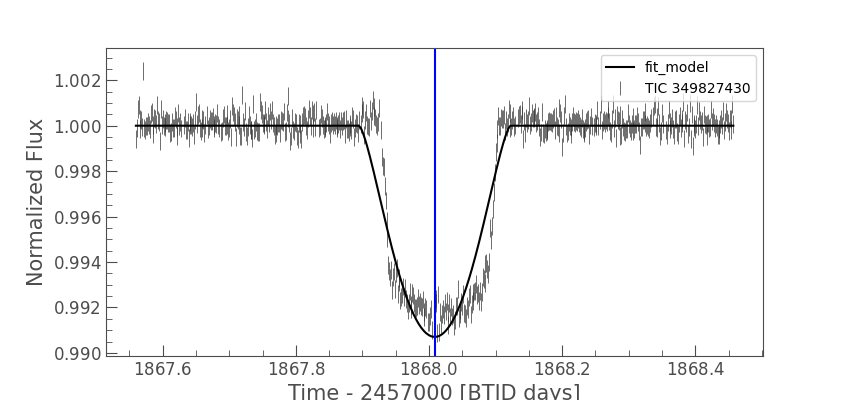 fit_model
TIC 349827430
1.002
1.000
0.998
0.996
0.994
0.992
0.990
Normalized Flux
1867.6 1867.8 1868.0 1868.2 1868.4
Time - 2457000 [BTJD days]